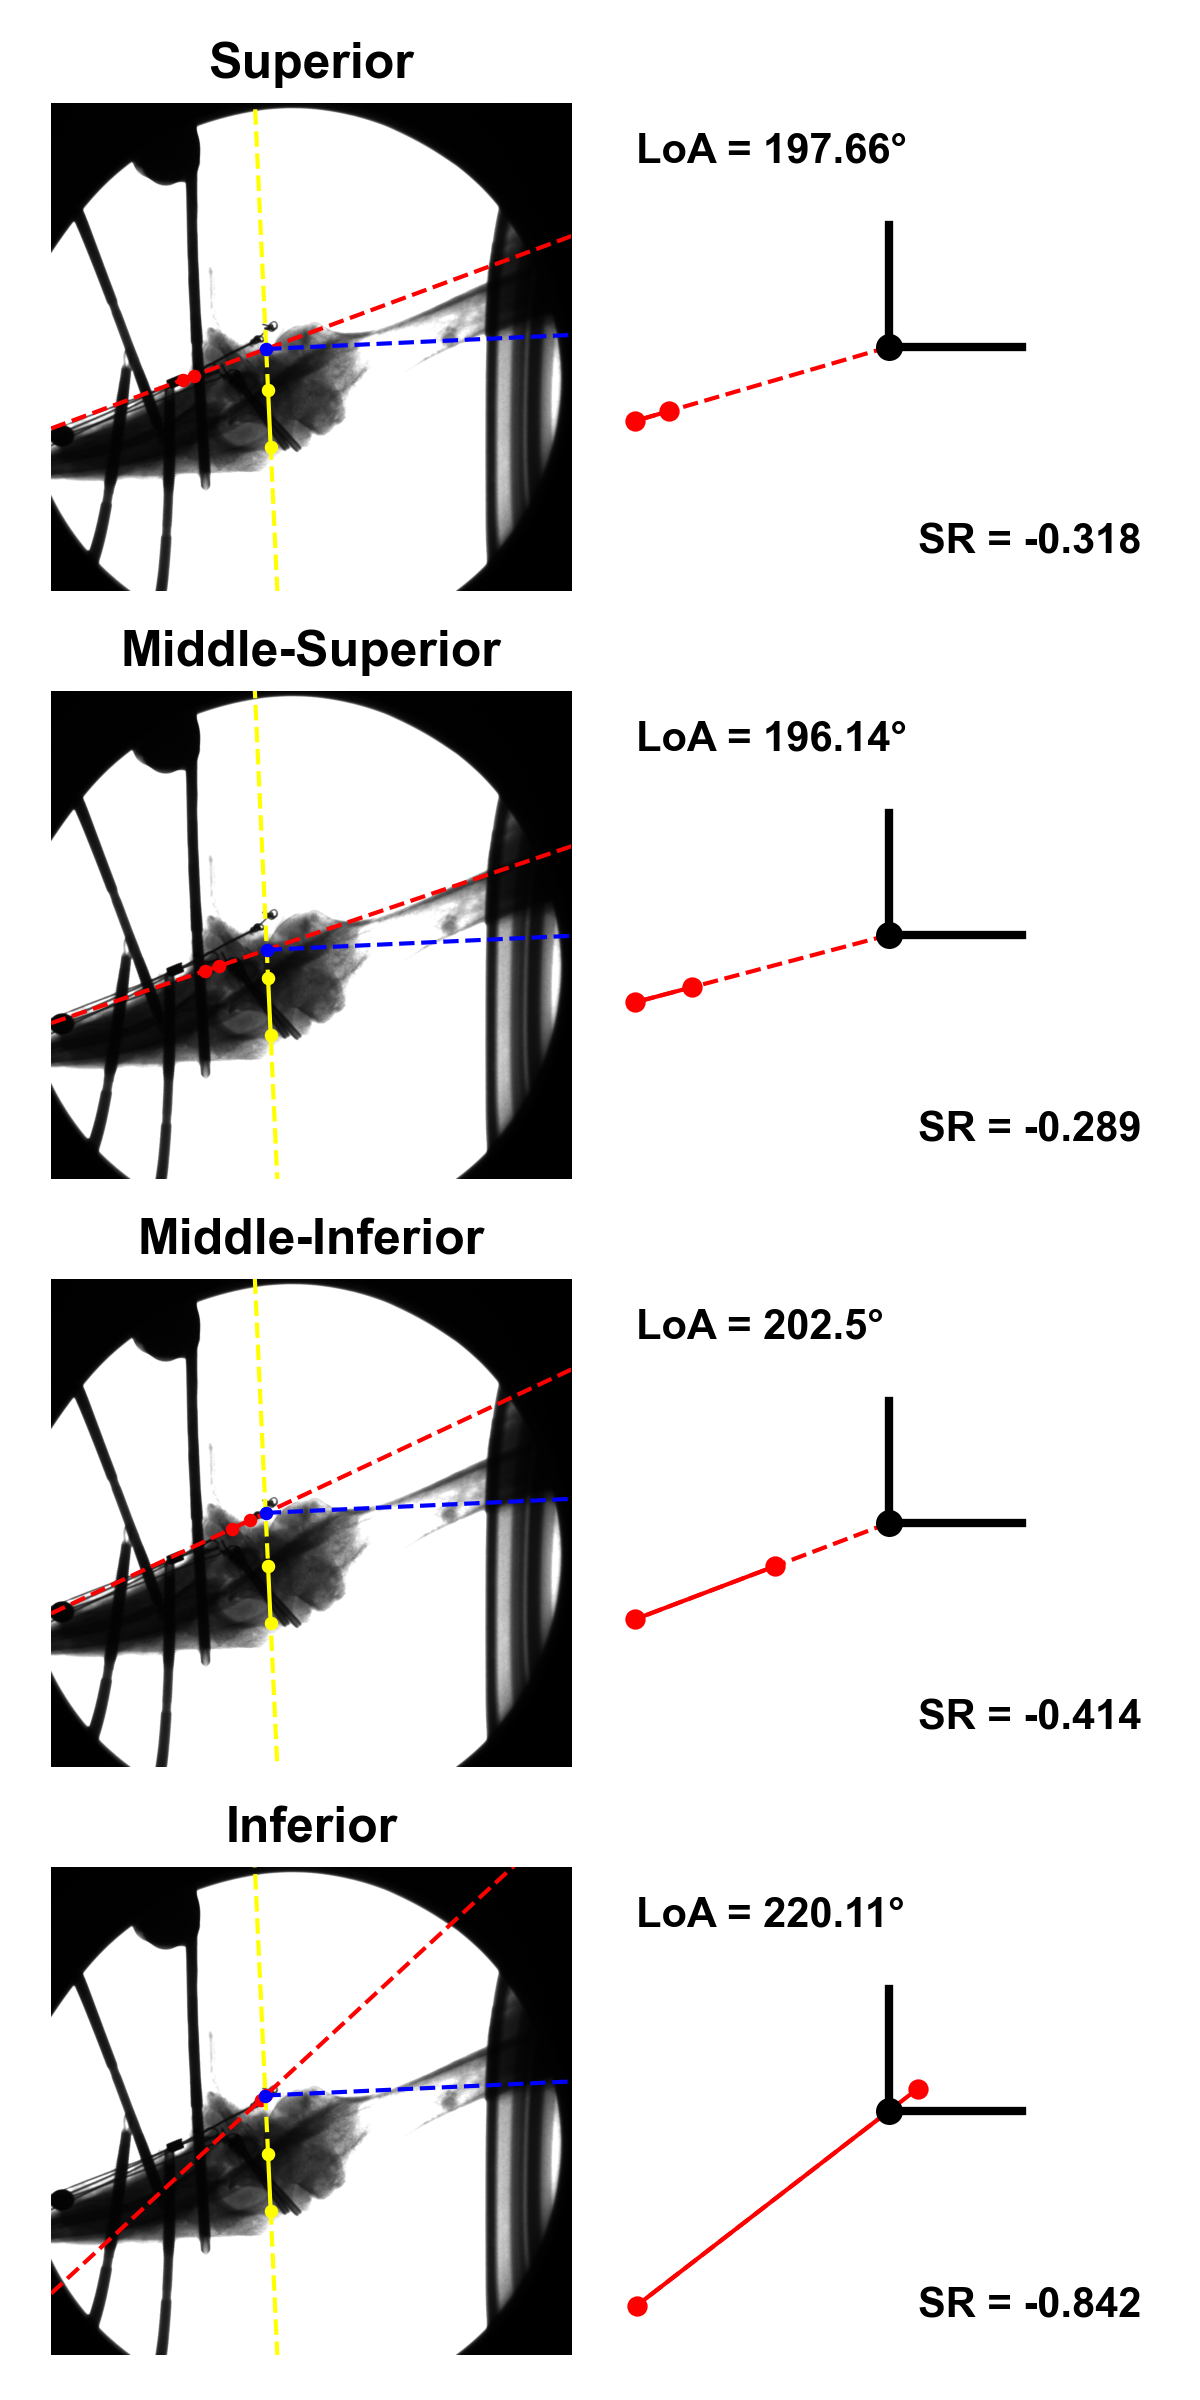 Superior
LoA = 197.66°
SR = -0.318
Middle-Superior
LoA = 196.14°
SR = -0.289
Middle-Inferior
LoA = 202.5°
SR = -0.414
Inferior
LoA = 220.11°
SR = -0.842